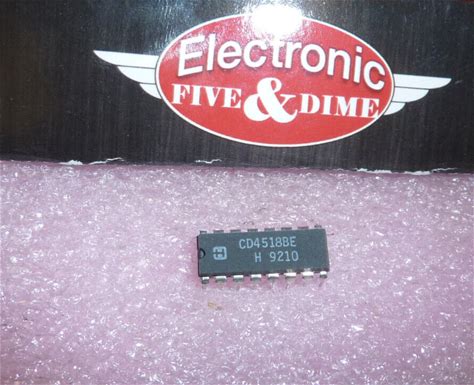 Electronic
FIVE & DIME
CD4518BE
H 9210